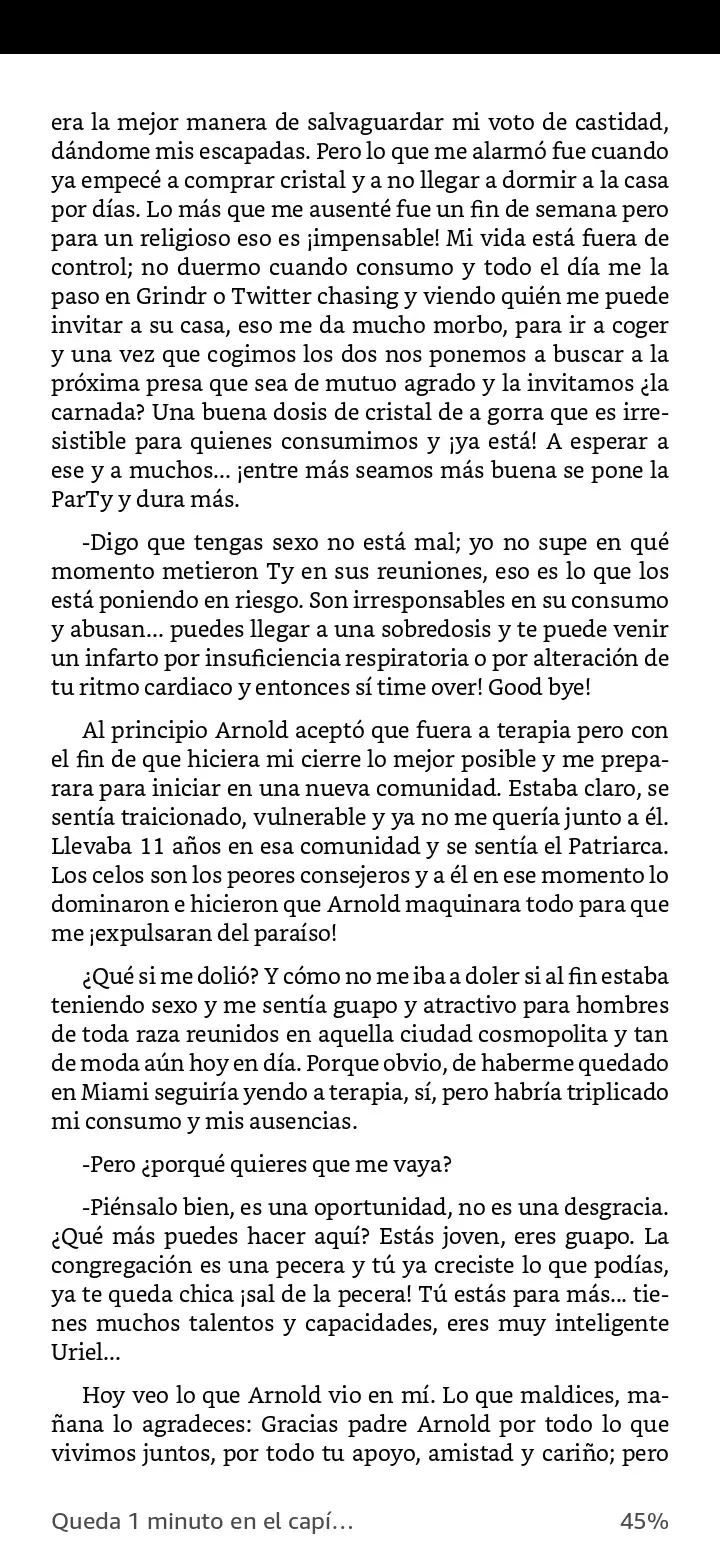 era la mejor manera de salvaguardar mi voto de castidad,
dándome mis escapadas. Pero lo que me alarmó fue cuando
ya empecé a comprar cristal y a no llegar a dormir a la casa
por días. Lo más que me ausenté fue un fin de semana pero
para un religioso eso es ¡impensable! Mi vida está fuera de
control; no duermo cuando consumo y todo el día me la
paso en Grindr o Twitter chasing y viendo quién me puede
invitar a su casa, eso me da mucho morbo, para ir a coger
y una vez que cogimos los dos nos ponemos a buscar a la
próxima presa que sea de mutuo agrado y la invitamos ¿la
carnada? Una buena dosis de cristal de a gorra que es irre-
sistible para quienes consumimos y ¡ya está! A esperar a
ese y a muchos... ¡entre más seamos más buena se pone la
ParTy y dura más.
-Digo que tengas sexo no está mal; yo no supe en qué
momento metieron Ty en sus reuniones, eso es lo que los
está poniendo en riesgo. Son irresponsables en su consumo
y abusan... puedes llegar a una sobredosis y te puede venir
un infarto por insuficiencia respiratoria o por alteración de
tu ritmo cardiaco y entonces sí time over! Good bye!
Al principio Arnold aceptó que fuera a terapia pero con
el fin de que hiciera mi cierre lo mejor posible y me prepa-
rara para iniciar en una nueva comunidad. Estaba claro, se
sentía traicionado, vulnerable y ya no me quería junto a él.
Llevaba 11 años en esa comunidad y se sentía el Patriarca.
Los celos son los peores consejeros y a él en ese momento lo
dominaron e hicieron que Arnold maquinara todo para que
me ¡expulsaran del paraíso!
¿Qué si me dolió? Y cómo no me iba a doler si al fin estaba
teniendo sexo y me sentía guapo y atractivo para hombres
de toda raza reunidos en aquella ciudad cosmopolita y tan
de moda aún hoy en día. Porque obvio, de haberme quedado
en Miami seguiría yendo a terapia, sí, pero habría triplicado
mi consumo y mis ausencias.
-Pero ¿porqué quieres que me vaya?
-Piénsalo bien, es una oportunidad, no es una desgracia.
¿Qué más puedes hacer aquí? Estás joven, eres guapo. La
congregación es una pecera y tú ya creciste lo que podías,
ya te queda chica ¡sal de la pecera! Tú estás para más... tie-
nes muchos talentos y capacidades, eres muy inteligente
Uriel...
Hoy veo lo que Arnold vio en mí. Lo que maldices, ma-
ñana lo agradeces: Gracias padre Arnold por todo lo que
vivimos juntos, por todo tu apoyo, amistad y cariño; pero
Queda 1 minuto en el capí... 45%